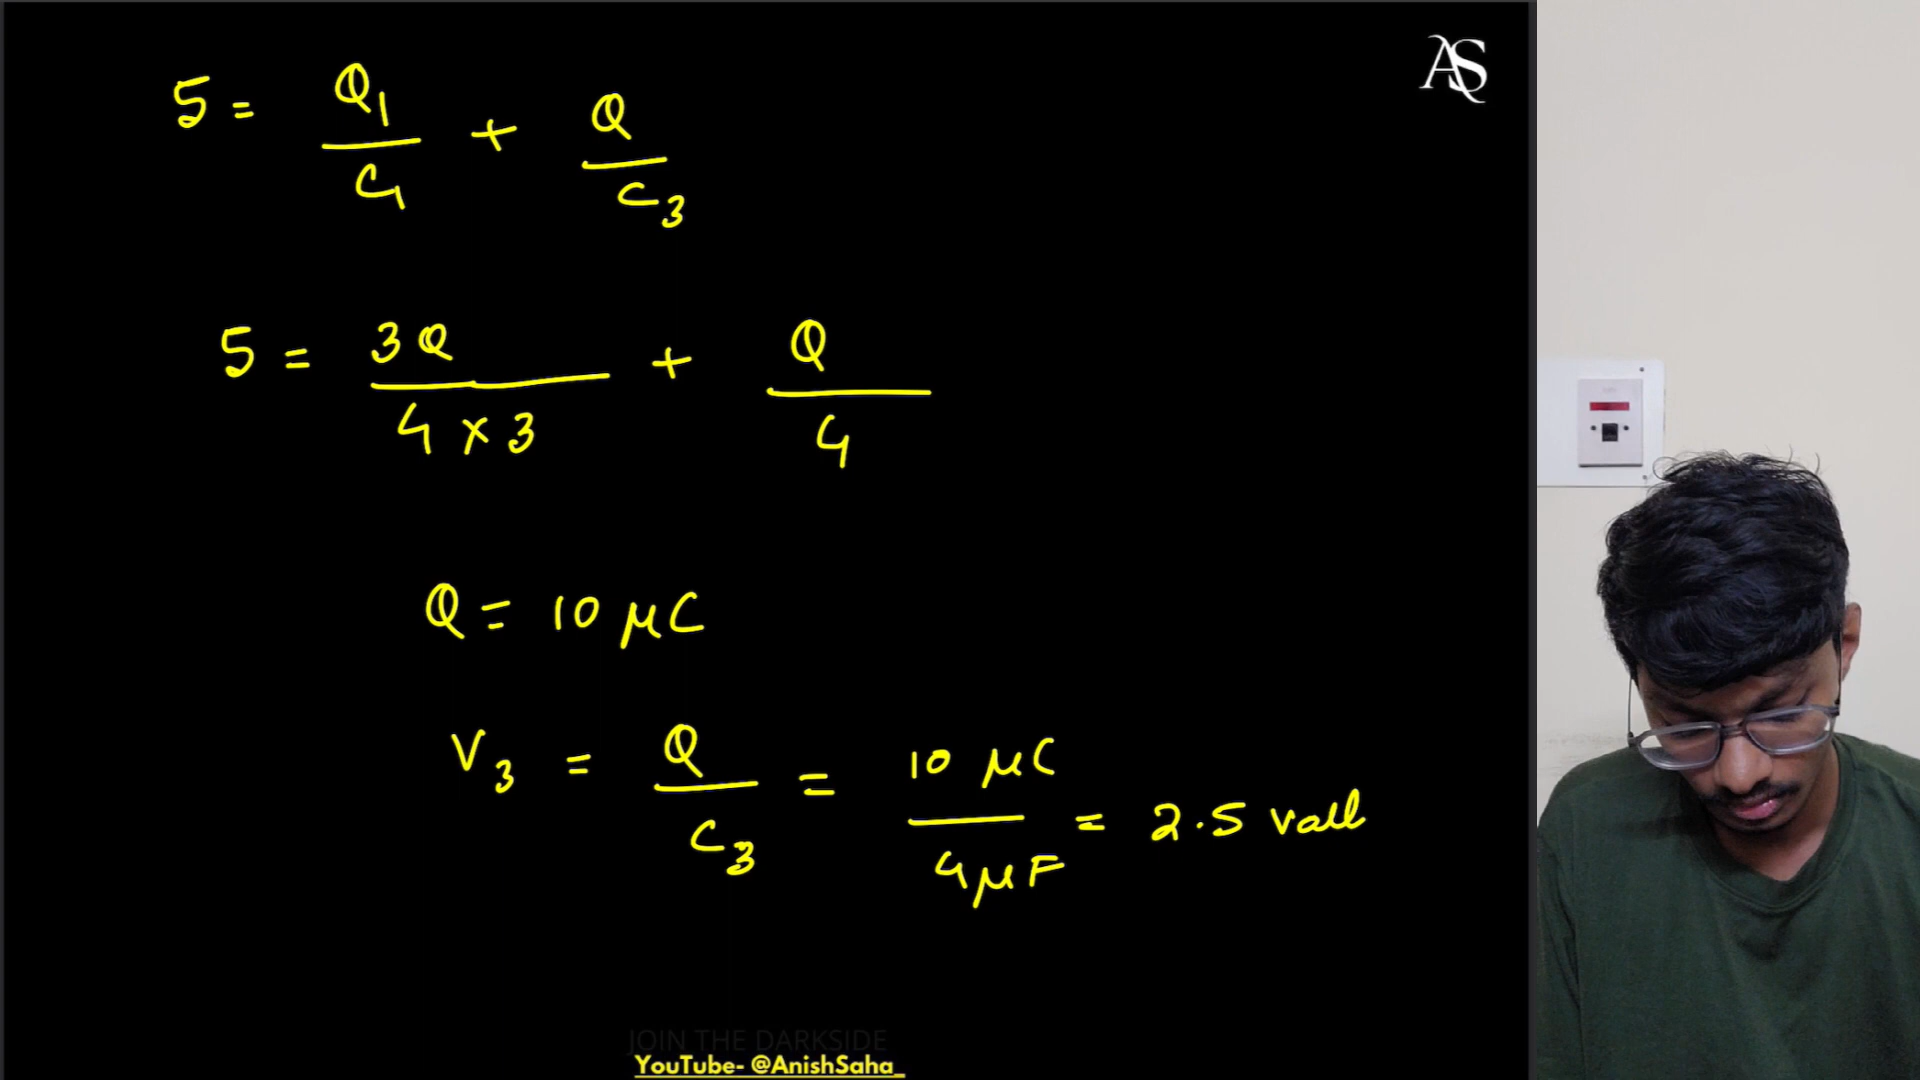 AS
5 = Q₁/C₁ + Q/C₃
5 = 3Q/4×3 + Q/4
Q = 10 μC
V₃ = Q/C₃ = 10 μC/4μF = 2.5 volt
JOIN THE DARKSIDE
YouTube- @AnishSaha_